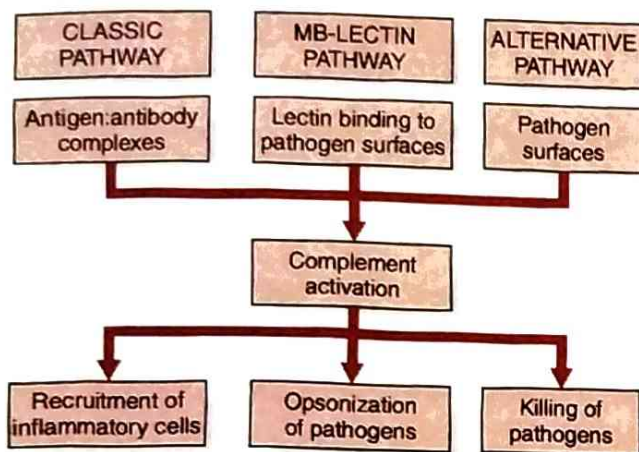 CLASSIC
PATHWAY
MB-LECTIN
PATHWAY
ALTERNATIVE
PATHWAY
Antigen:antibody
complexes
Lectin binding to
pathogen surfaces
Pathogen
surfaces
Complement
activation
Recruitment of
inflammatory cells
Opsonization
of pathogens
Killing of
pathogens